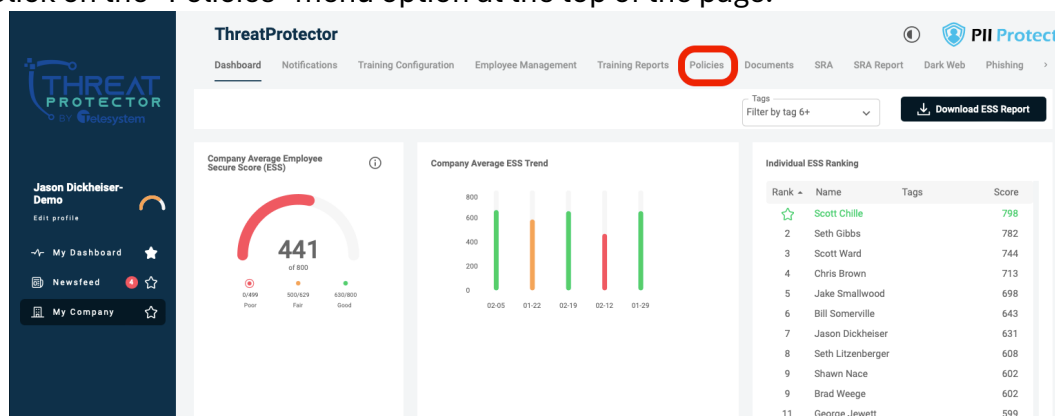 click on the "Policies" menu option at the top of the page.
ThreatProtector
PII Protect
Dashboard Notifications Training Configuration Employee Management Training Reports Policies Documents SRA SRA Report Dark Web Phishing >
THREAT
PROTECTOR
BY Telesystem
Tags
Filter by tag 6+
Download ESS Report
Jason Dickheiser-
Demo
Edit profile
My Dashboard
Newsfeed 4
My Company
Company Average Employee
Secure Score (ESS)
441
of 800
0/499 500/629 630/800
Poor Fair Good
Company Average ESS Trend
800
600
400
200
0
02-05 01-22 02-19 02-12 01-29
Individual ESS Ranking
Rank Name Tags Score
Scott Chille 798
2 Seth Gibbs 782
3 Scott Ward 744
4 Chris Brown 713
5 Jake Smallwood 698
6 Bill Somerville 643
7 Jason Dickheiser 631
8 Seth Litzenberger 608
9 Shawn Nace 602
9 Brad Weege 602
11 George Jewett 599